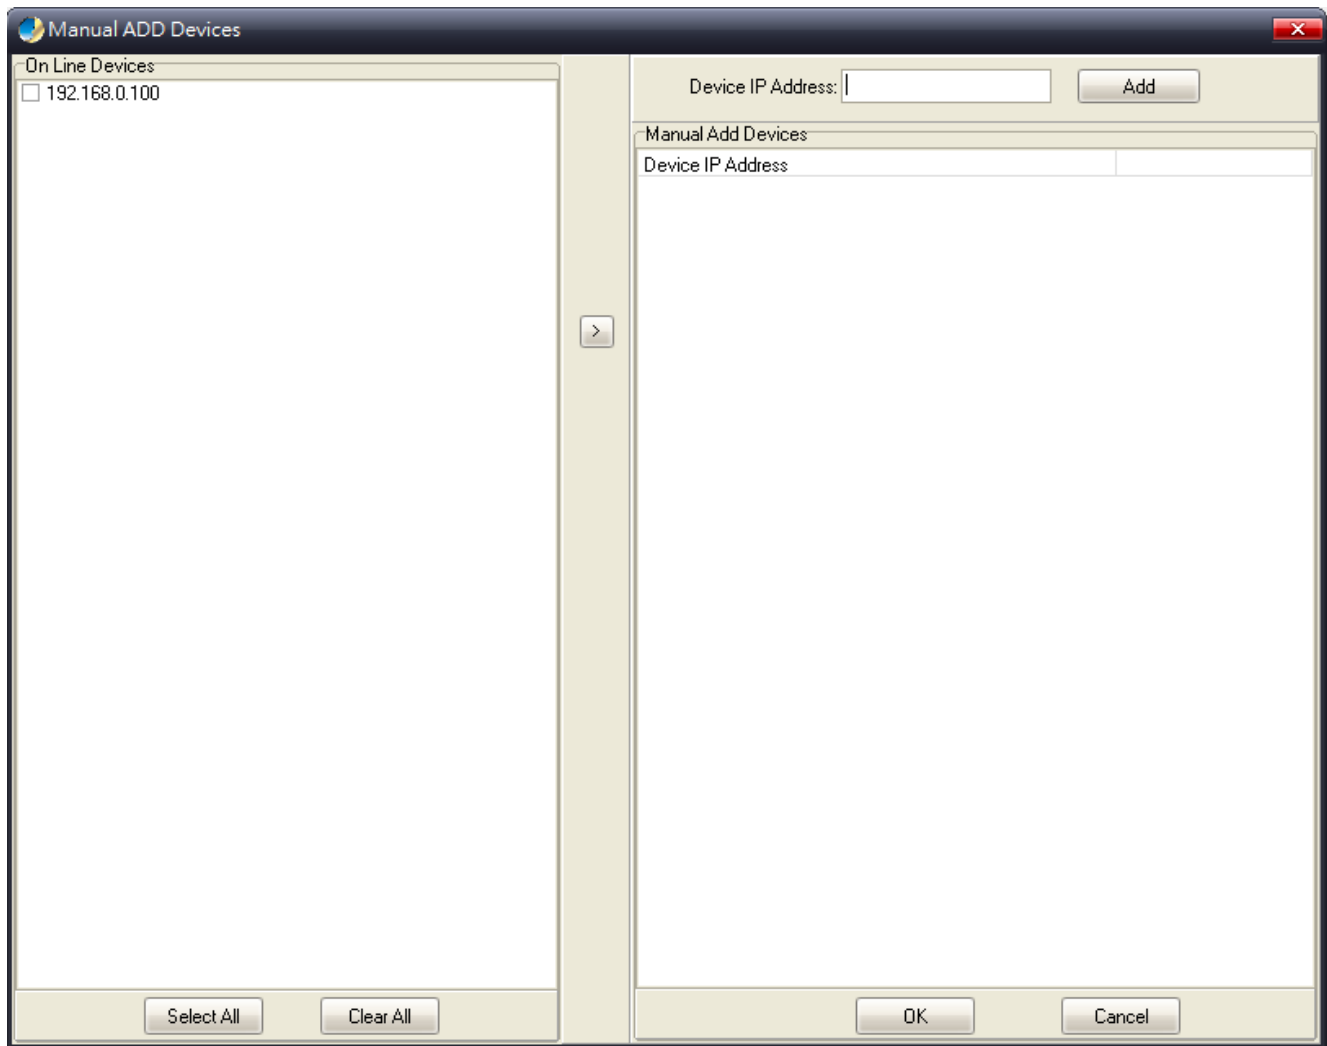 Manual ADD Devices
On Line Devices
192.168.0.100
Select All
Clear All
>
Device IP Address:
Add
Manual Add Devices
Device IP Address
OK
Cancel